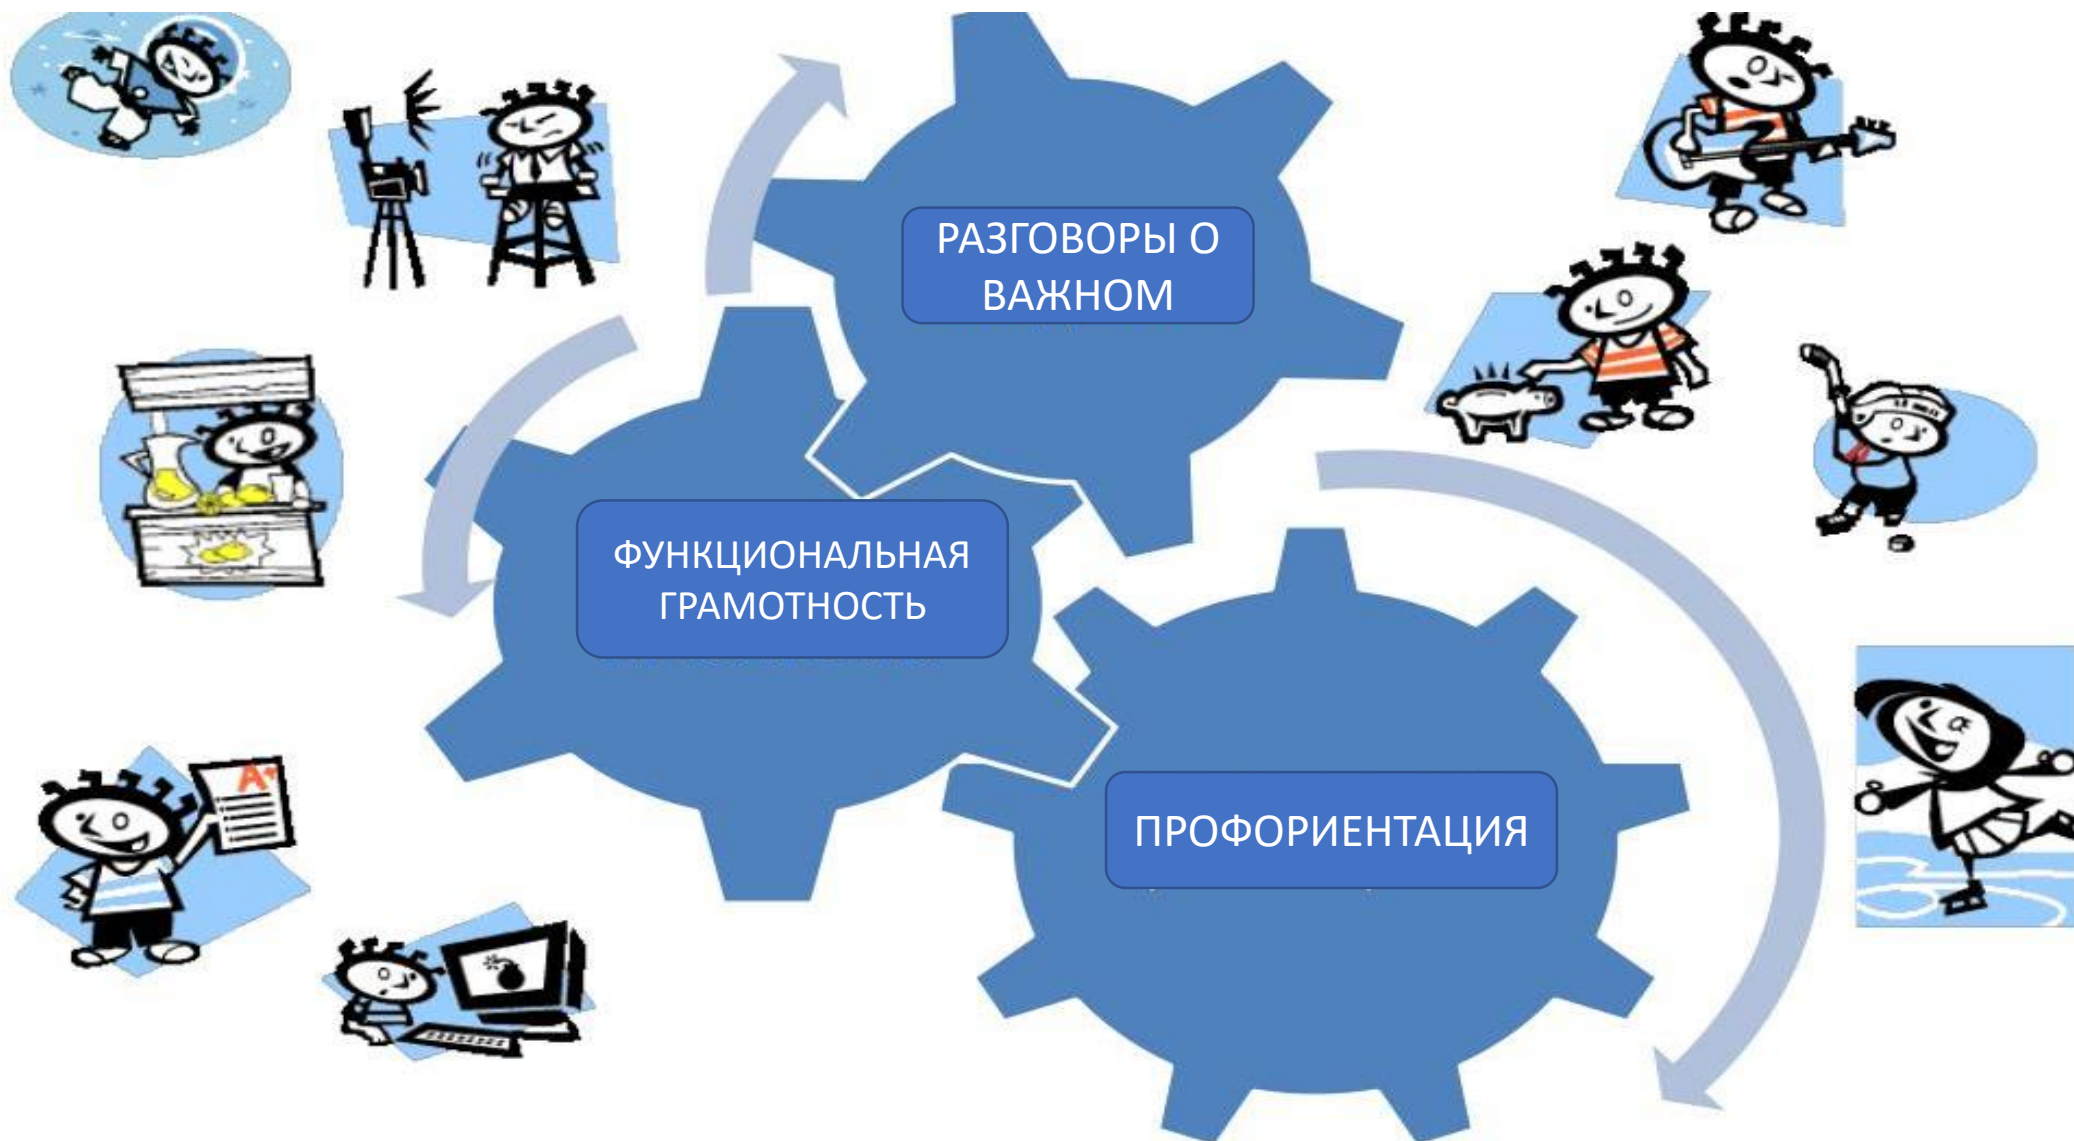 РАЗГОВОРЫ О
ВАЖНОМ
ФУНКЦИОНАЛЬНАЯ
ГРАМОТНОСТЬ
ПРОФОРИЕНТАЦИЯ
A+